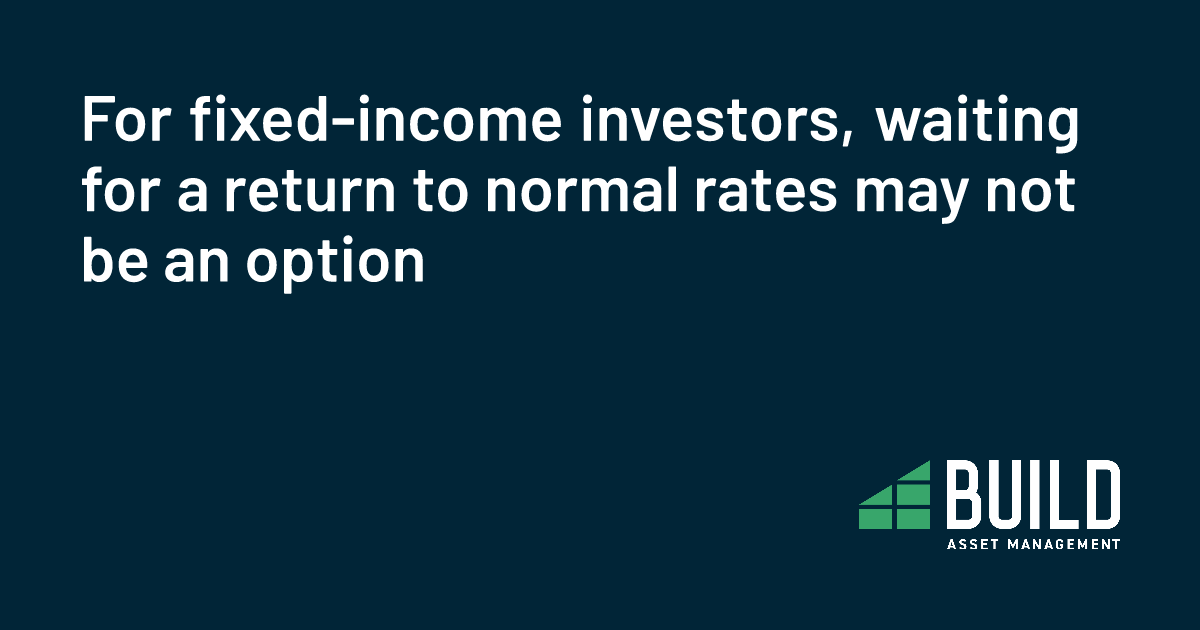 For fixed-income investors, waiting
for a return to normal rates may not
be an option
BUILD
ASSET MANAGEMENT